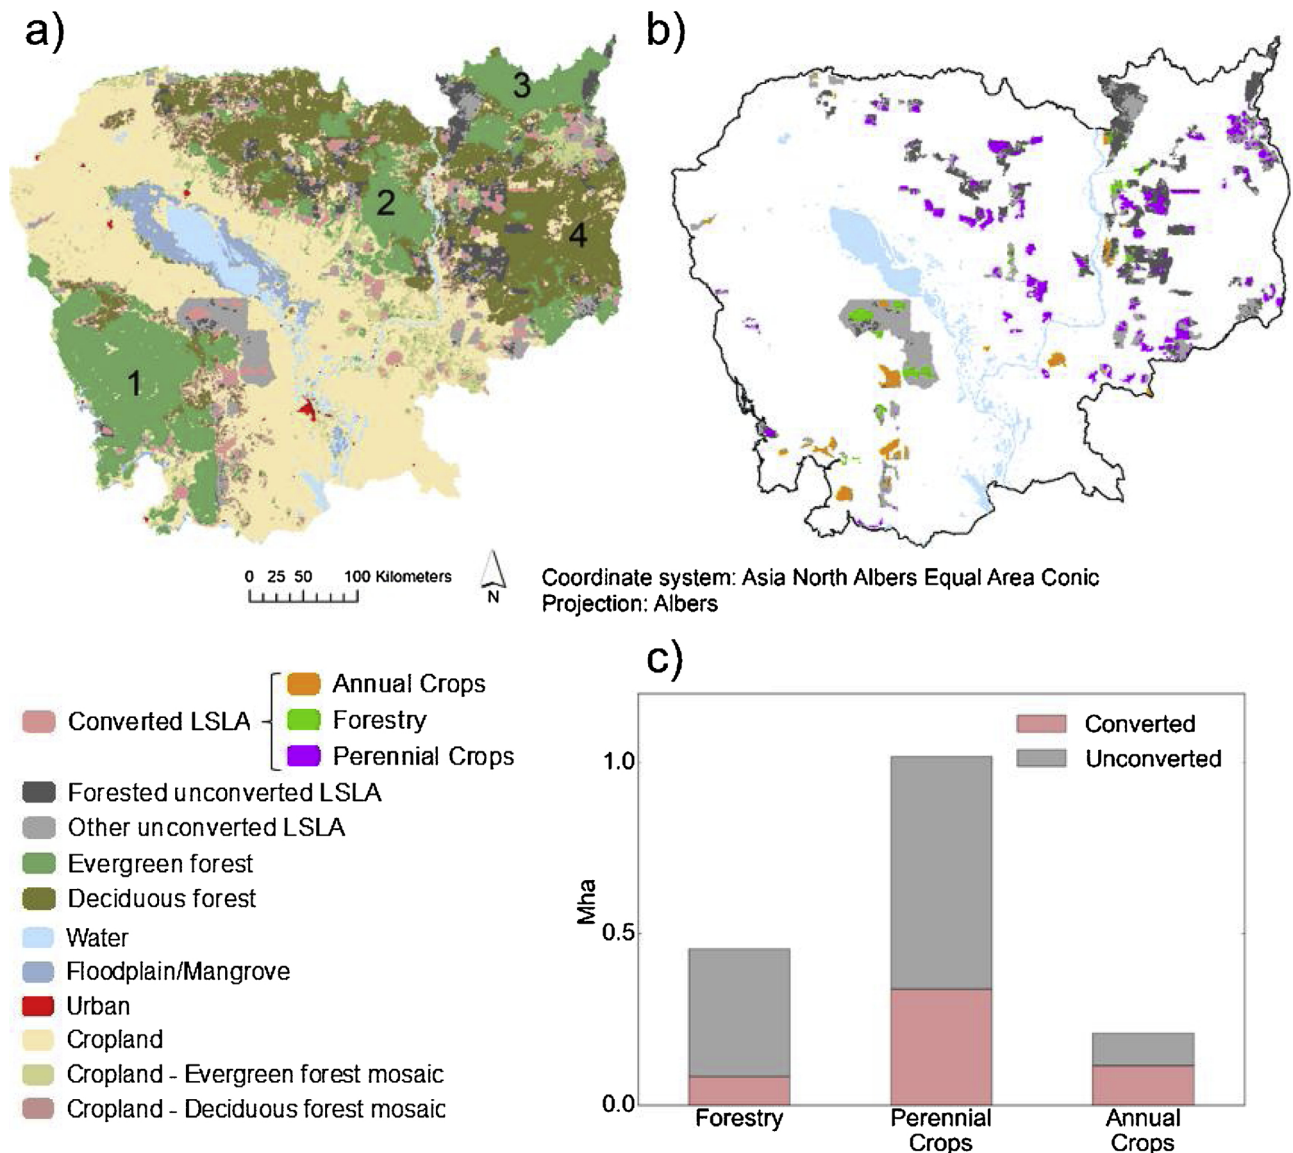 a)
b)
3
2
4
1
0 25 50 100 Kilometers
N
Coordinate system: Asia North Albers Equal Area Conic
Projection: Albers
Converted LSLA
Annual Crops
Forestry
Perennial Crops
Forested unconverted LSLA
Other unconverted LSLA
Evergreen forest
Deciduous forest
Water
Floodplain/Mangrove
Urban
Cropland
Cropland - Evergreen forest mosaic
Cropland - Deciduous forest mosaic
c)
Converted
Unconverted
1.0
0.5
0.0
Mha
Forestry
Perennial
Crops
Annual
Crops